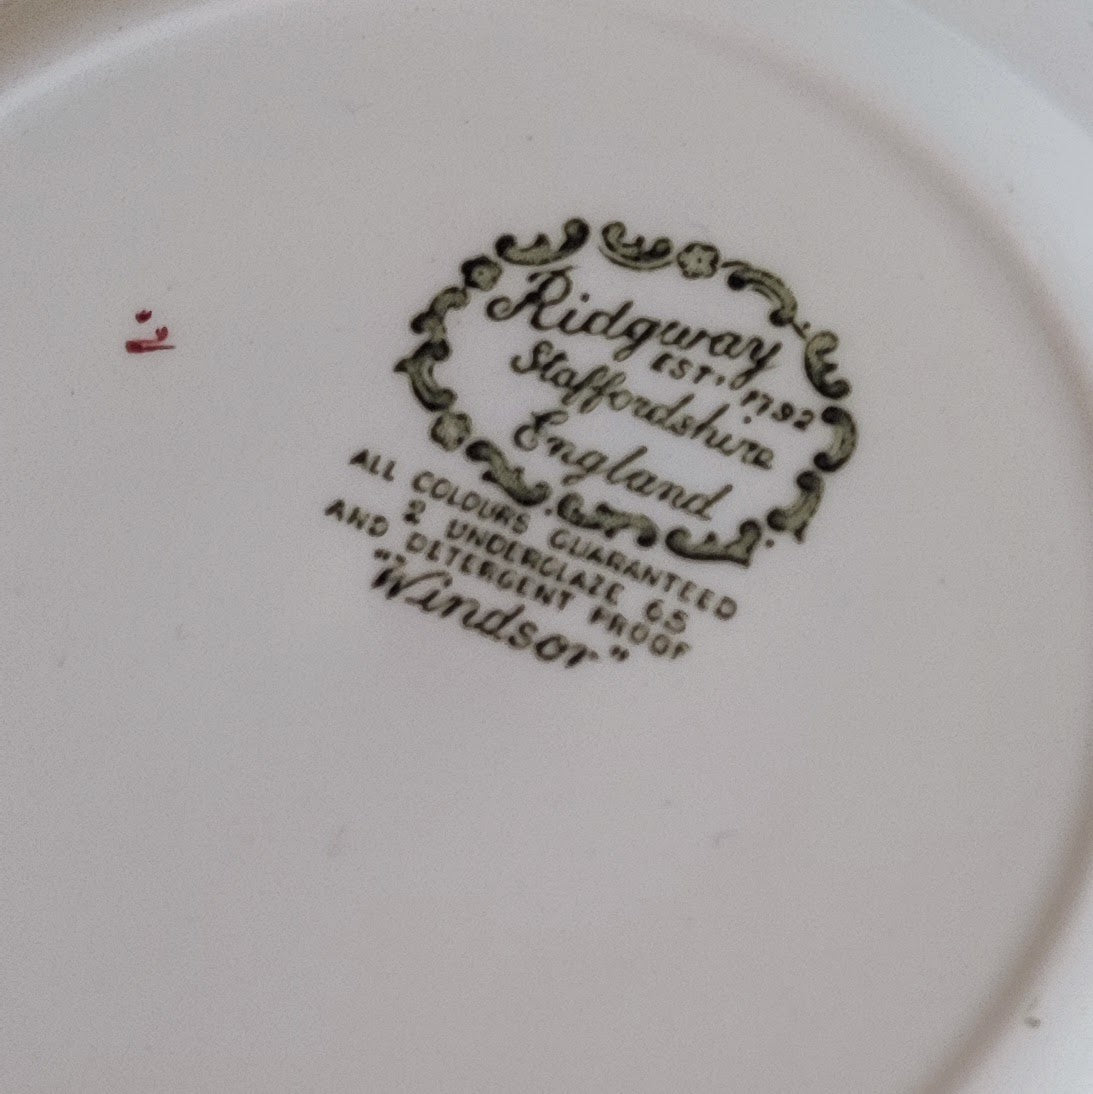 Ridgway
EST. 1792
Staffordshire
England
ALL COLOURS GUARANTEED
2 UNDERGLAZE 65
AND DETERGENT PROOF
"Windsor"